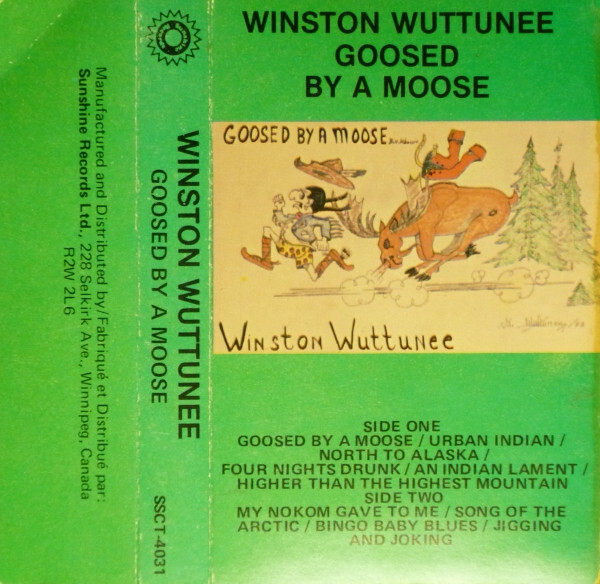 WINSTON WUTTUNEE
GOOSED
BY A MOOSE
GOOSED BY A MOOSE
Winston Wuttunee
SIDE ONE
GOOSED BY A MOOSE / URBAN INDIAN /
NORTH TO ALASKA /
FOUR NIGHTS DRUNK / AN INDIAN LAMENT /
HIGHER THAN THE HIGHEST MOUNTAIN
SIDE TWO
MY NOKOM GAVE TO ME / SONG OF THE
ARCTIC / BINGO BABY BLUES / JIGGING
AND JOKING
WINSTON WUTTUNEE
GOOSED BY A MOOSE
SSCT-4031
Manufactured and Distributed by/Fabriqué et Distribué par:
Sunshine Records Ltd., 228 Selkirk Ave., Winnipeg, Canada
R2W 2L6